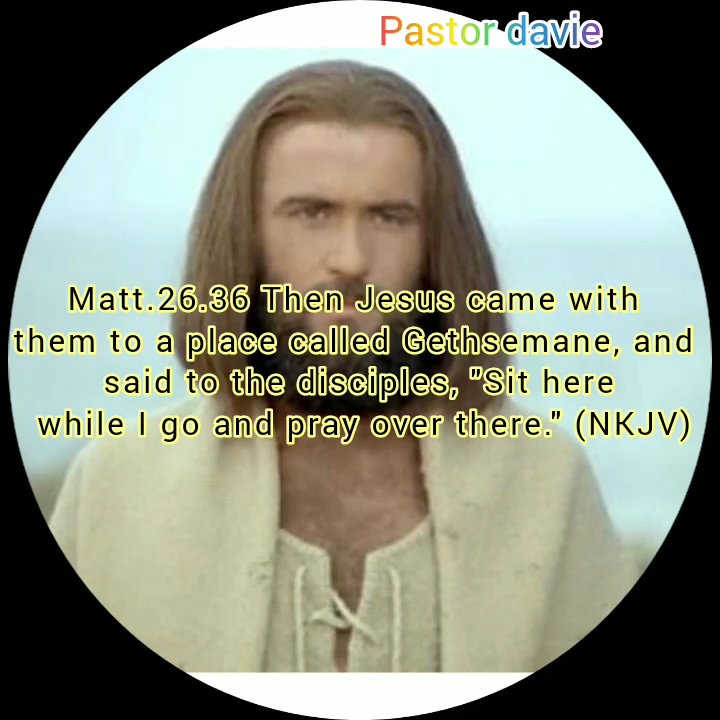 Pastor davie
Matt.26.36 Then Jesus came with
them to a place called Gethsemane, and
said to the disciples, "Sit here
while I go and pray over there." (NKJV)